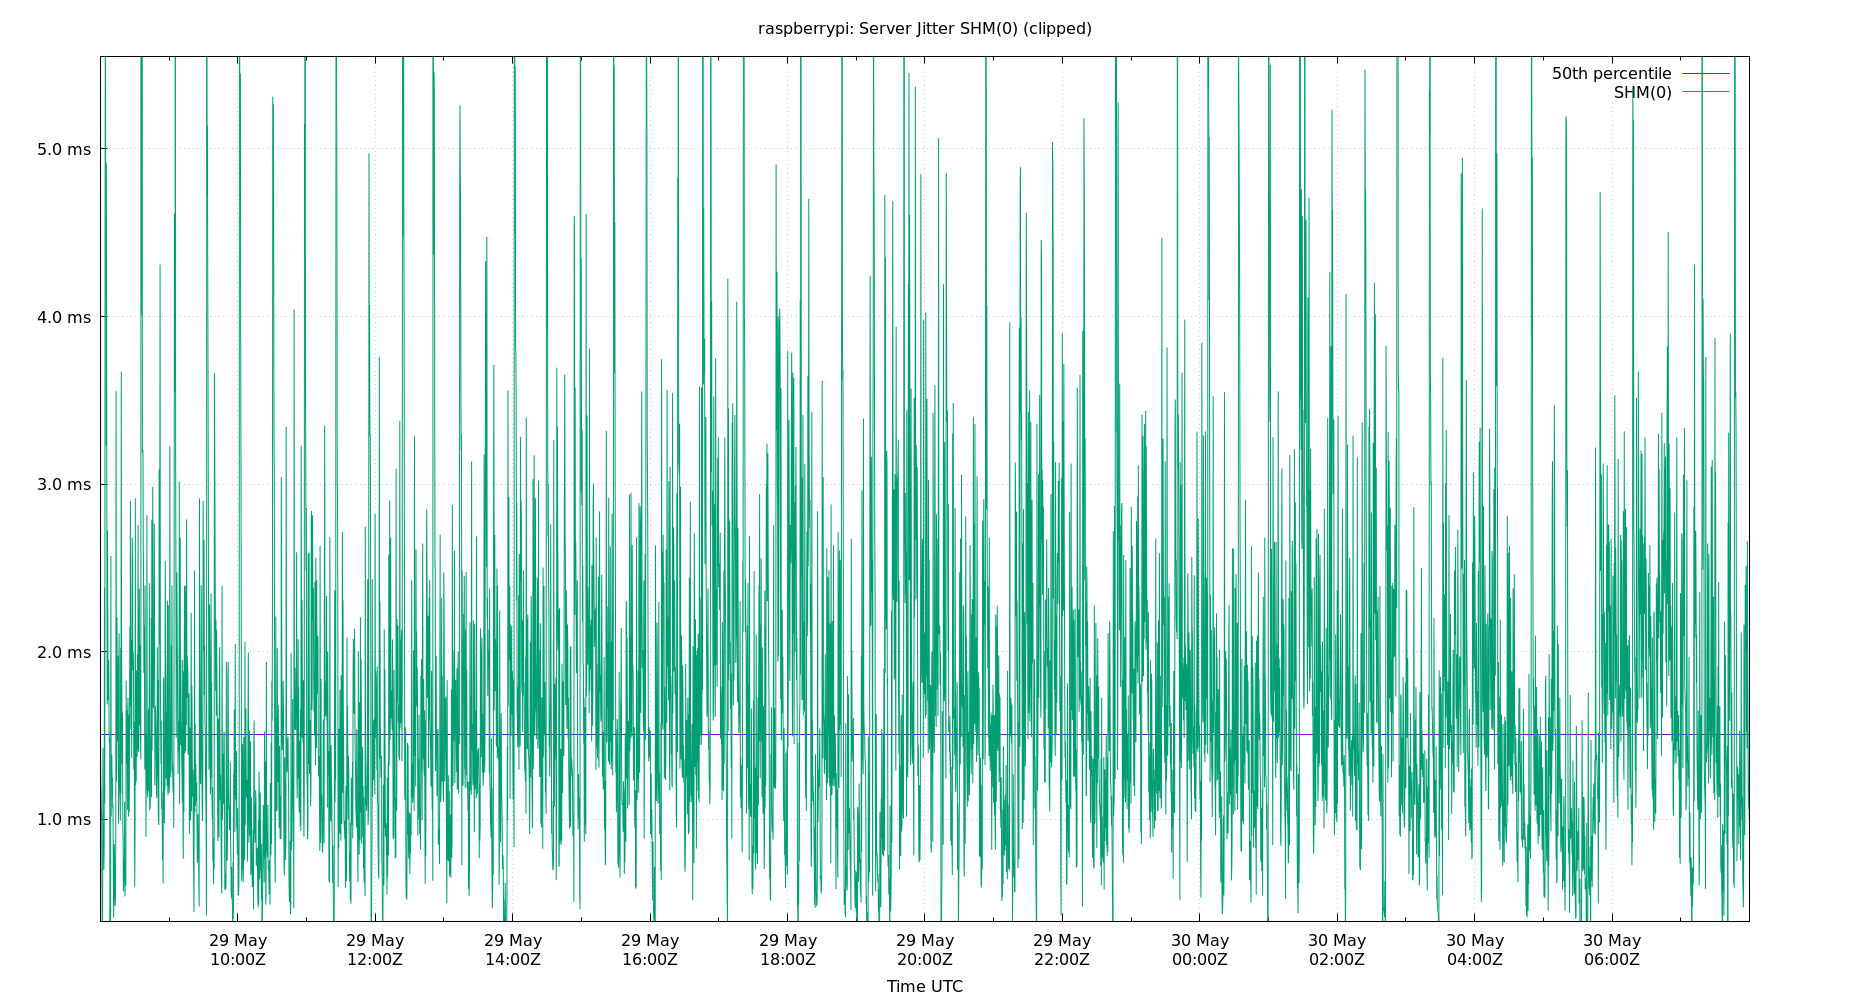 raspberrypi: Server Jitter SHM(0) (clipped)
50th percentile
SHM(0)
5.0 ms
4.0 ms
3.0 ms
2.0 ms
1.0 ms
29 May 29 May 29 May 29 May 29 May 29 May 29 May 30 May 30 May 30 May 30 May
10:00Z 12:00Z 14:00Z 16:00Z 18:00Z 20:00Z 22:00Z 00:00Z 02:00Z 04:00Z 06:00Z
Time UTC